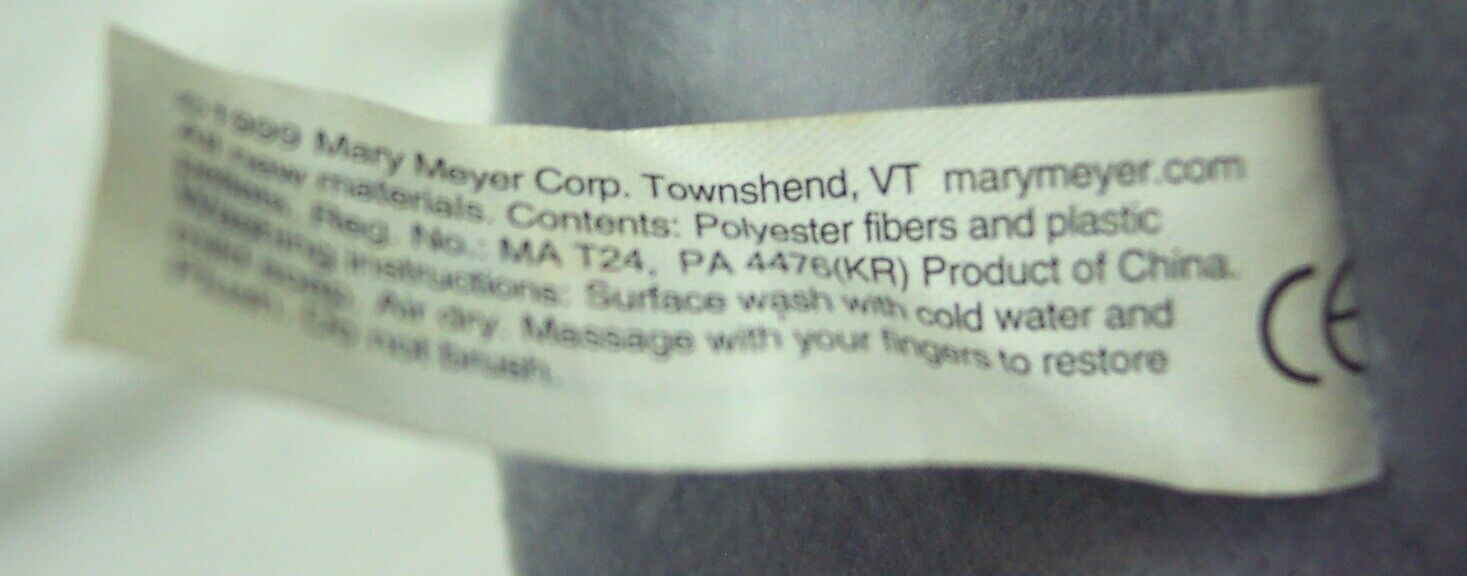 ©1999 Mary Meyer Corp. Townshend, VT marymeyer.com
All new materials. Contents: Polyester fibers and plastic
pellets. Reg. No.: MA T24, PA 4476(KR) Product of China.
Washing instructions: Surface wash with cold water and
mild soap. Air dry. Massage with your fingers to restore
Plush. Do not brush.
CE